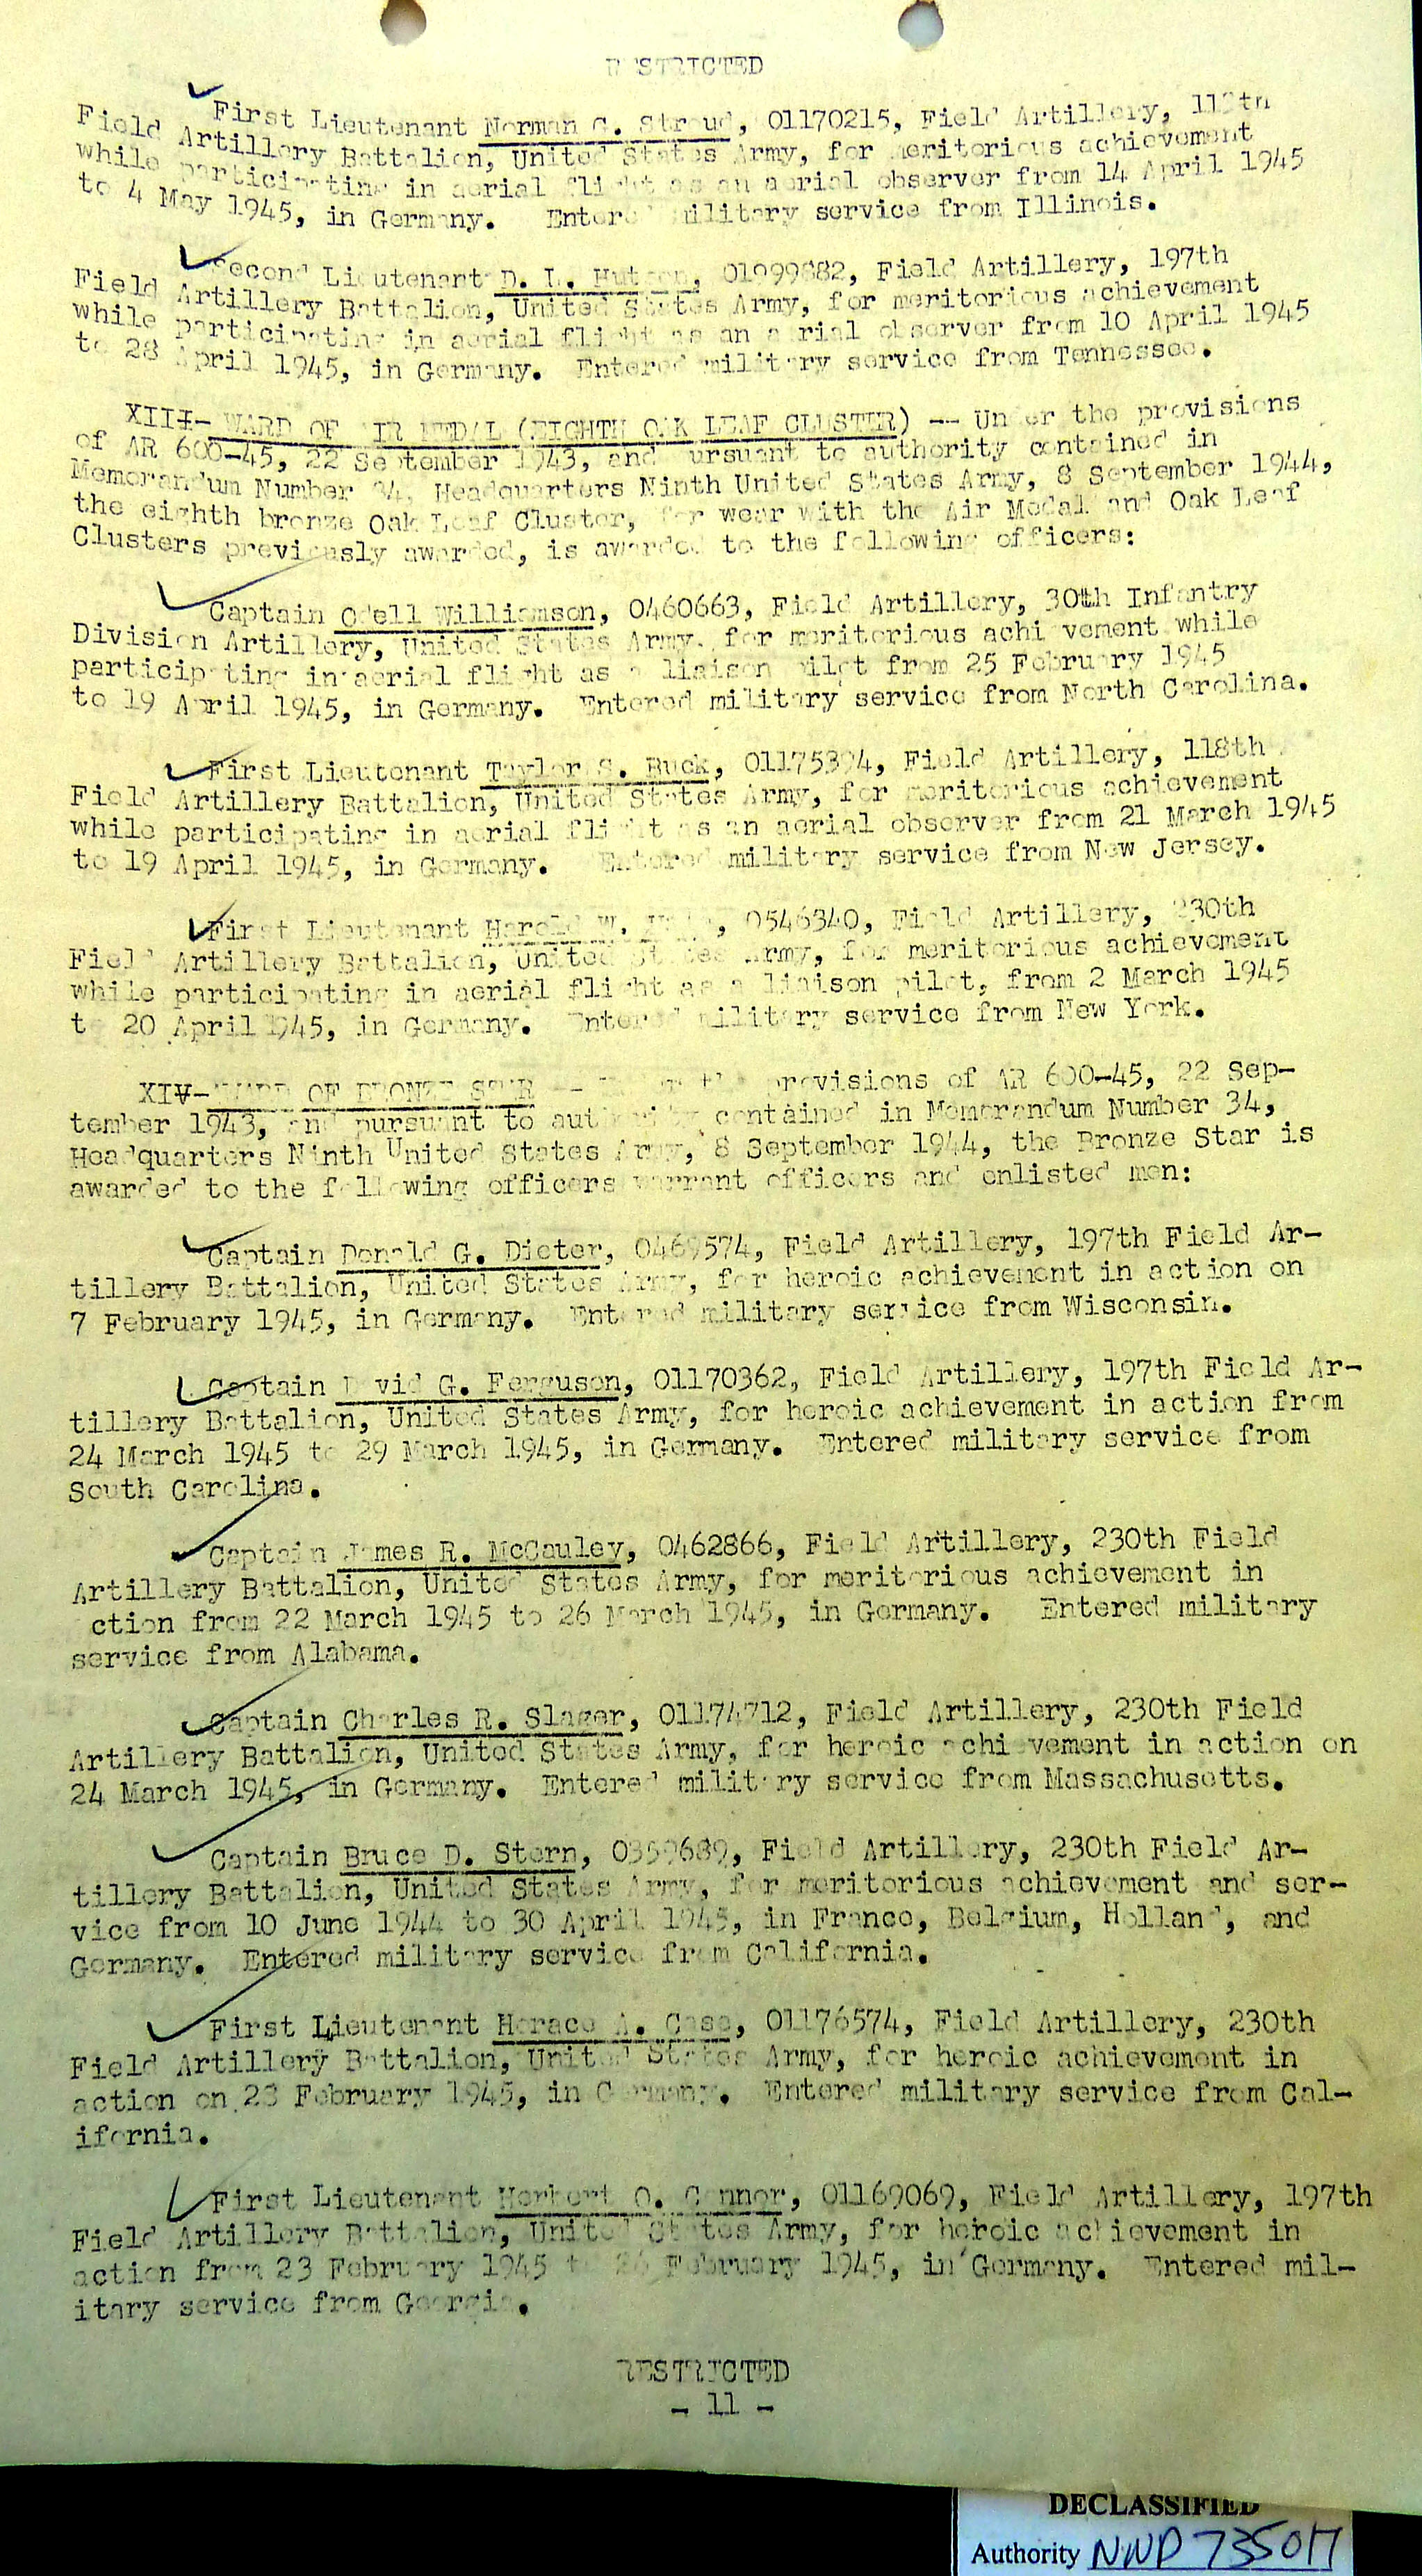 RESTRICTED
First Lieutenant Norman G. Stroud, 01170215, Field Artillery,
Field Artillery Battalion, United States Army, for meritorious achievement
while participating in aerial flight as an aerial observer from 14 April 1945
to 4 May 1945, in Germany. Entered military service from Illinois.
Second Lieutenant D. L. Field Artillery, 197th
Field Artillery Battalion, United States Army, for meritorious achievement
while participating in aerial flight as an aerial observer from 10 April 1945
to 28 April 1945, in Germany. Entered military service from Tennessee.
XIII-AWARD OF AIR MEDAL (EIGHTH OAK LEAF CLUSTER) -- Under the provisions
of AR 600-45, 22 September 1943, and pursuant to authority contained in
Memorandum Number 34, Headquarters Ninth United States Army, 8 September 1944,
the eighth bronze Oak Leaf Cluster, for wear with the Air Medal and Oak Leaf
Clusters previously awarded, is awarded to the following officers:
Captain Odell Williamson, 0460663, Field Artillery, 30th Infantry
Division Artillery, United States Army, for meritorious achievement while
participating in aerial flight as a liaison pilot from 25 February 1945
to 19 April 1945, in Germany. Entered military service from North Carolina.
First Lieutenant Taylor S. Buck, Field Artillery, 118th
Field Artillery Battalion, United States Army, for meritorious achievement
while participating in aerial flight as an aerial observer from 21 March 1945
to 19 April 1945, in Germany. Entered military service from New Jersey.
First Lieutenant Harold W. 0546340, Field Artillery, 230th
Field Artillery Battalion, United States Army, for meritorious achievement
while participating in aerial flight as a liaison pilot, from 2 March 1945
to 20 April 1945, in Germany. Entered military service from New York.
XIV-AWARD OF BRONZE STAR -- Under the provisions of AR 600-45, 22 Sep-
tember 1943, and pursuant to authority contained in Memorandum Number 34,
Headquarters Ninth United States Army, 8 September 1944, the Bronze Star is
awarded to the following officers warrant officers and enlisted men:
Captain Donald G. Dieter, 0469574, Field Artillery, 197th Field Ar-
tillery Battalion, United States Army, for heroic achievement in action on
7 February 1945, in Germany. Entered military service from Wisconsin.
Captain David G. Ferguson, 01170362, Field Artillery, 197th Field Ar-
tillery Battalion, United States Army, for heroic achievement in action from
24 March 1945 to 29 March 1945, in Germany. Entered military service from
South Carolina.
Captain James R. McCauley, 0462866, Field Artillery, 230th Field
Artillery Battalion, United States Army, for meritorious achievement in
action from 22 March 1945 to 26 March 1945, in Germany. Entered military
service from Alabama.
Captain Charles R. Slager, 01174712, Field Artillery, 230th Field
Artillery Battalion, United States Army, for heroic achievement in action on
24 March 1945, in Germany. Entered military service from Massachusetts.
Captain Bruce D. Stern, 0359689, Field Artillery, 230th Field Ar-
tillery Battalion, United States Army, for meritorious achievement and ser-
vice from 10 June 1944 to 30 April 1945, in France, Belgium, Holland, and
Germany. Entered military service from California.
First Lieutenant Horace A. Case, 01176574, Field Artillery, 230th
Field Artillery Battalion, United States Army, for heroic achievement in
action on 23 February 1945, in Germany. Entered military service from Cal-
ifornia.
First Lieutenant Herbert O. Connor, 01169069, Field Artillery, 197th
Field Artillery Battalion, United States Army, for heroic achievement in
action from 23 February 1945 to 26 February 1945, in Germany. Entered mil-
itary service from Georgia.
RESTRICTED
- 11 -
DECLASSIFIED
Authority NND 735017